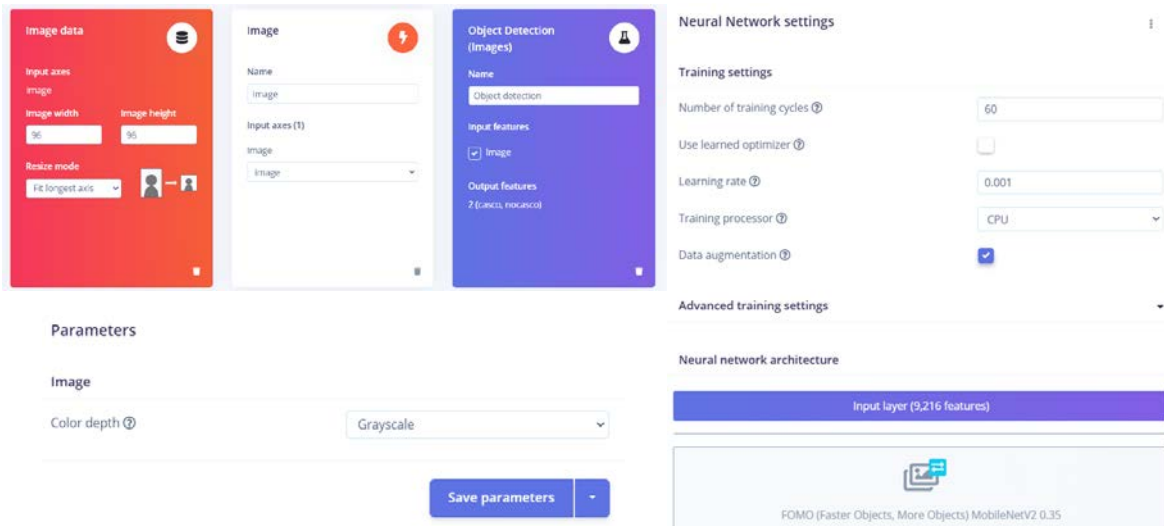 Image data
Input axes
image
Image width Image height
96 96
Resize mode
Fit longest axis
Image
Name
Image
Input axes (1)
Image
Image
Object Detection
(Images)
Name
Object detection
Input features
Image
Output features
2 (casco, nocasco)
Parameters
Image
Color depth
Grayscale
Save parameters
Neural Network settings
Training settings
Number of training cycles 60
Use learned optimizer
Learning rate 0.001
Training processor CPU
Data augmentation
Advanced training settings
Neural network architecture
Input layer (9,216 features)
FOMO (Faster Objects, More Objects) MobileNetV2 0.35